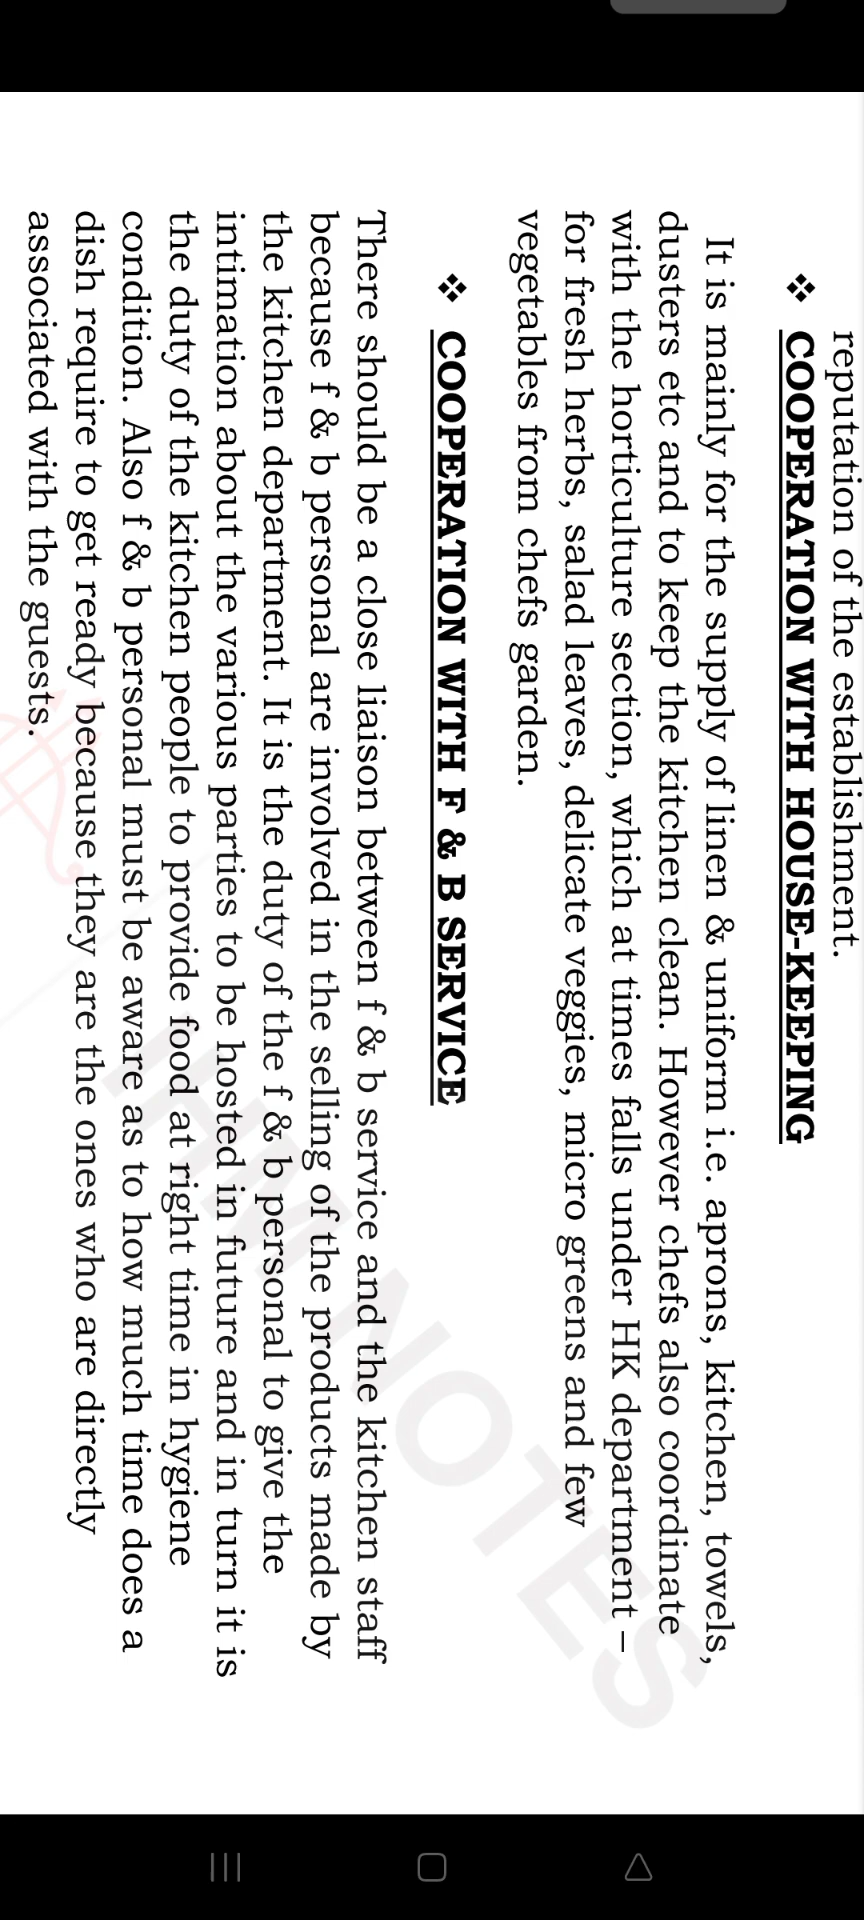 reputation of the establishment.
❖ COOPERATION WITH HOUSE-KEEPING
It is mainly for the supply of linen & uniform i.e. aprons, kitchen, towels,
dusters etc and to keep the kitchen clean. However chefs also coordinate
with the horticulture section, which at times falls under HK department –
for fresh herbs, salad leaves, delicate veggies, micro greens and few
vegetables from chefs garden.
❖ COOPERATION WITH F & B SERVICE
There should be a close liaison between f & b service and the kitchen staff
because f & b personal are involved in the selling of the products made by
the kitchen department. It is the duty of the f & b personal to give the
intimation about the various parties to be hosted in future and in turn it is
the duty of the kitchen people to provide food at right time in hygiene
condition. Also f & b personal must be aware as to how much time does a
dish require to get ready because they are the ones who are directly
associated with the guests.
IHM NOTES